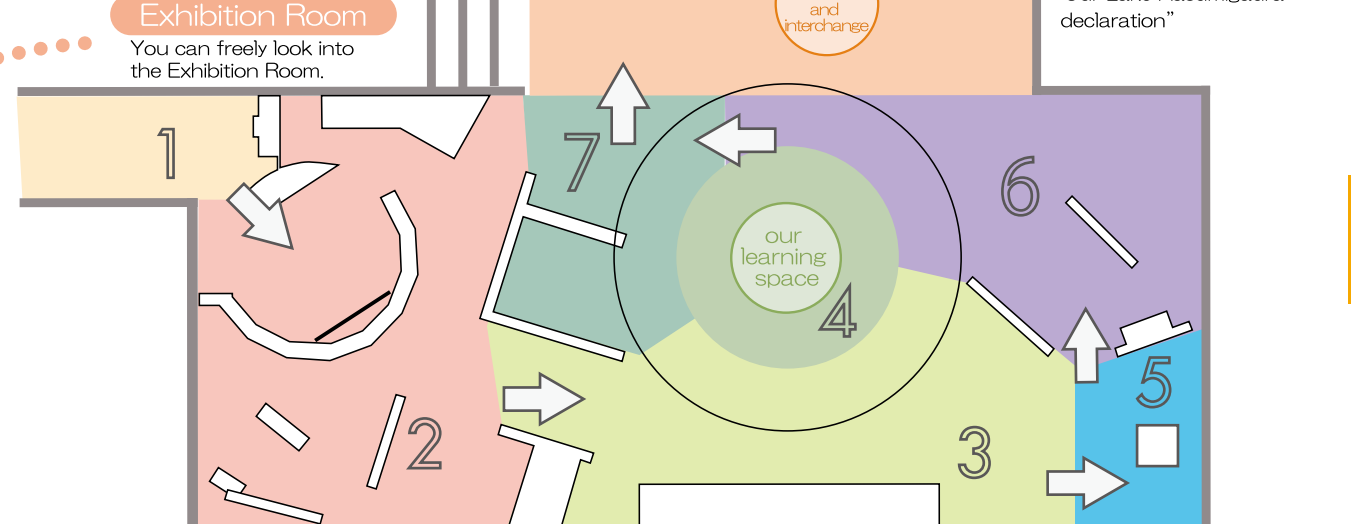 Exhibition Room
You can freely look into
the Exhibition Room.
and
interchange
declaration”
1
7
6
our
learning
space
4
5
2
3